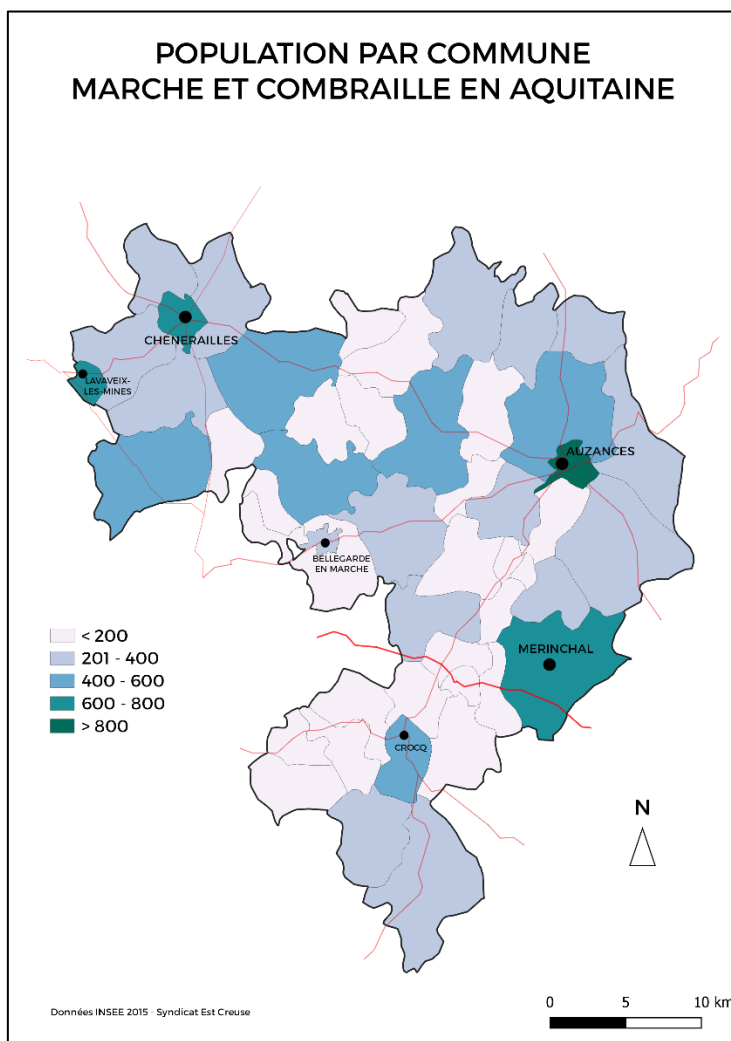 POPULATION PAR COMMUNE
MARCHE ET COMBRAILLE EN AQUITAINE
CHENERAILLES
LAVAVEIX-
LES-MINES
AUZANCES
BELLEGARDE
EN MARCHE
MERINCHAL
CROCQ
< 200
201 - 400
400 - 600
600 - 800
> 800
N
0 5 10 km
Données INSEE 2015 - Syndicat Est Creuse